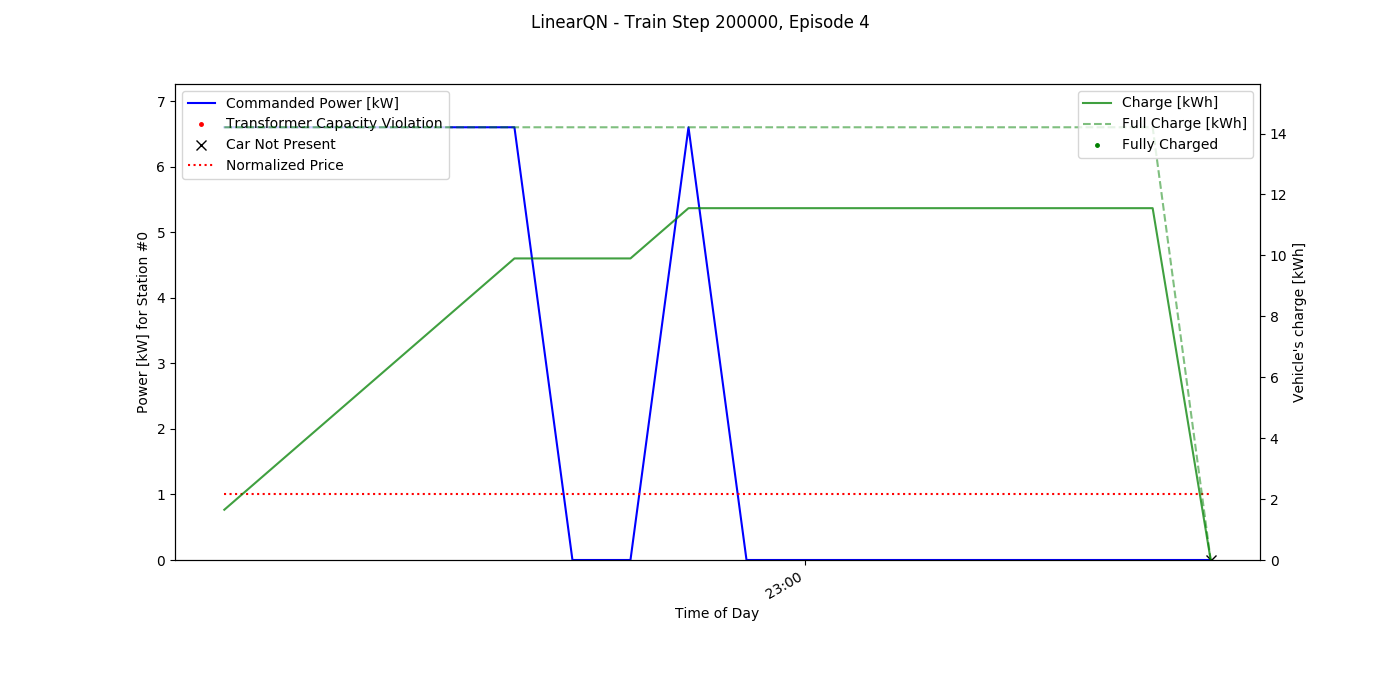 LinearQN - Train Step 200000, Episode 4
Commanded Power [kW]
Transformer Capacity Violation
Car Not Present
Normalized Price
Charge [kWh]
Full Charge [kWh]
Fully Charged
Power [kW] for Station #0
7
6
5
4
3
2
1
0
Vehicle's charge [kWh]
14
12
10
8
6
4
2
0
23:00
Time of Day